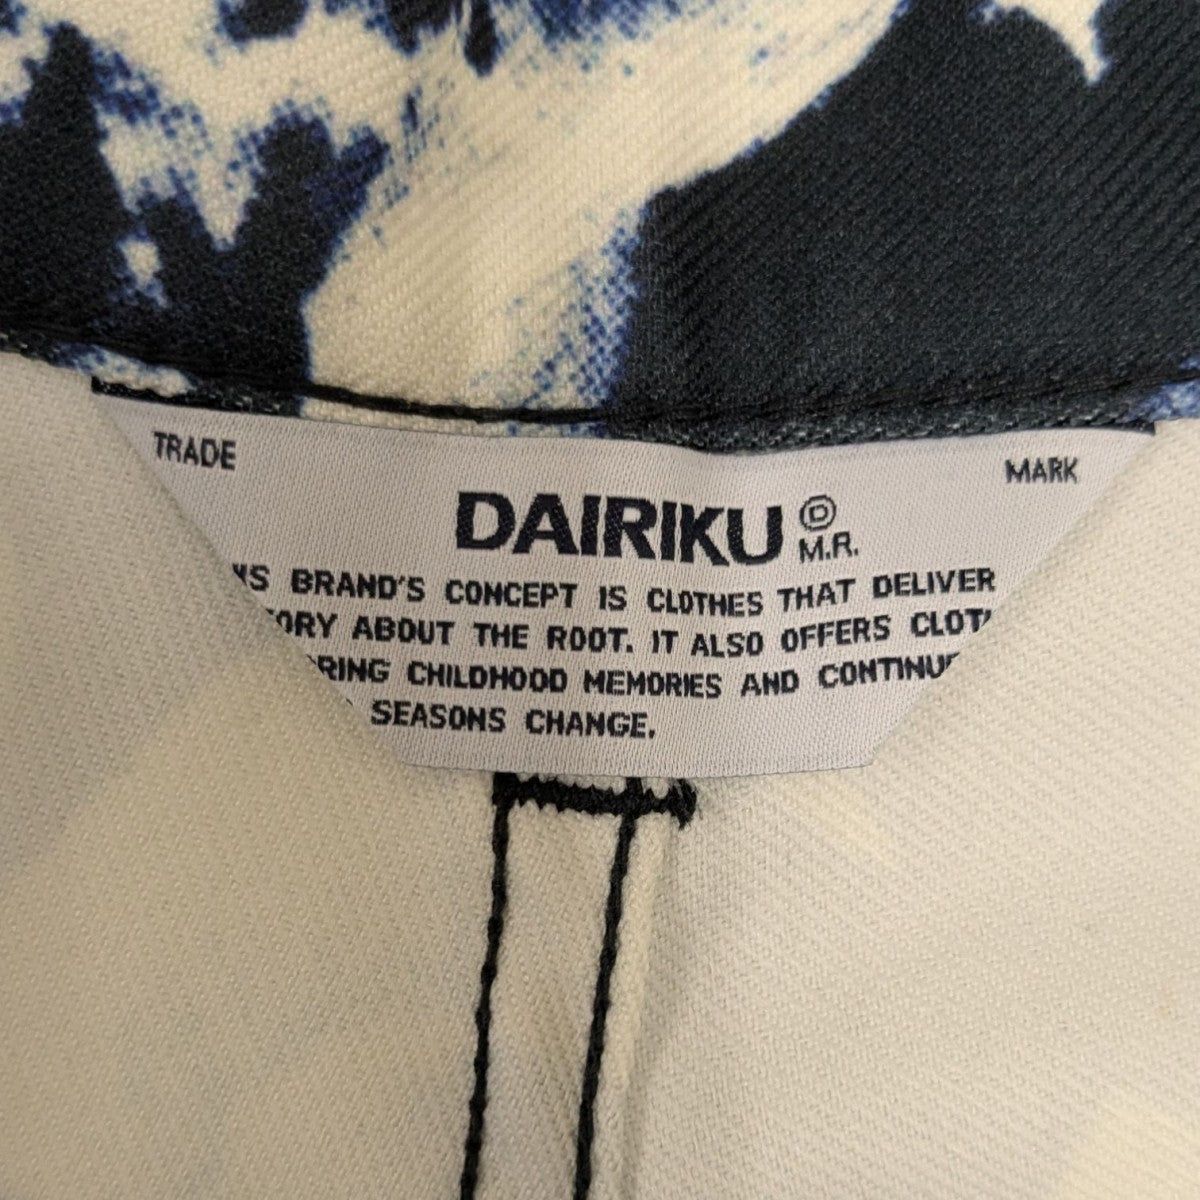 TRADE MARK
DAIRIKU Ⓓ
M.R.
BRAND'S CONCEPT IS CLOTHES THAT DELIVER
ABOUT THE ROOT. IT ALSO OFFERS
CHILDHOOD MEMORIES AND
SEASONS CHANGE.